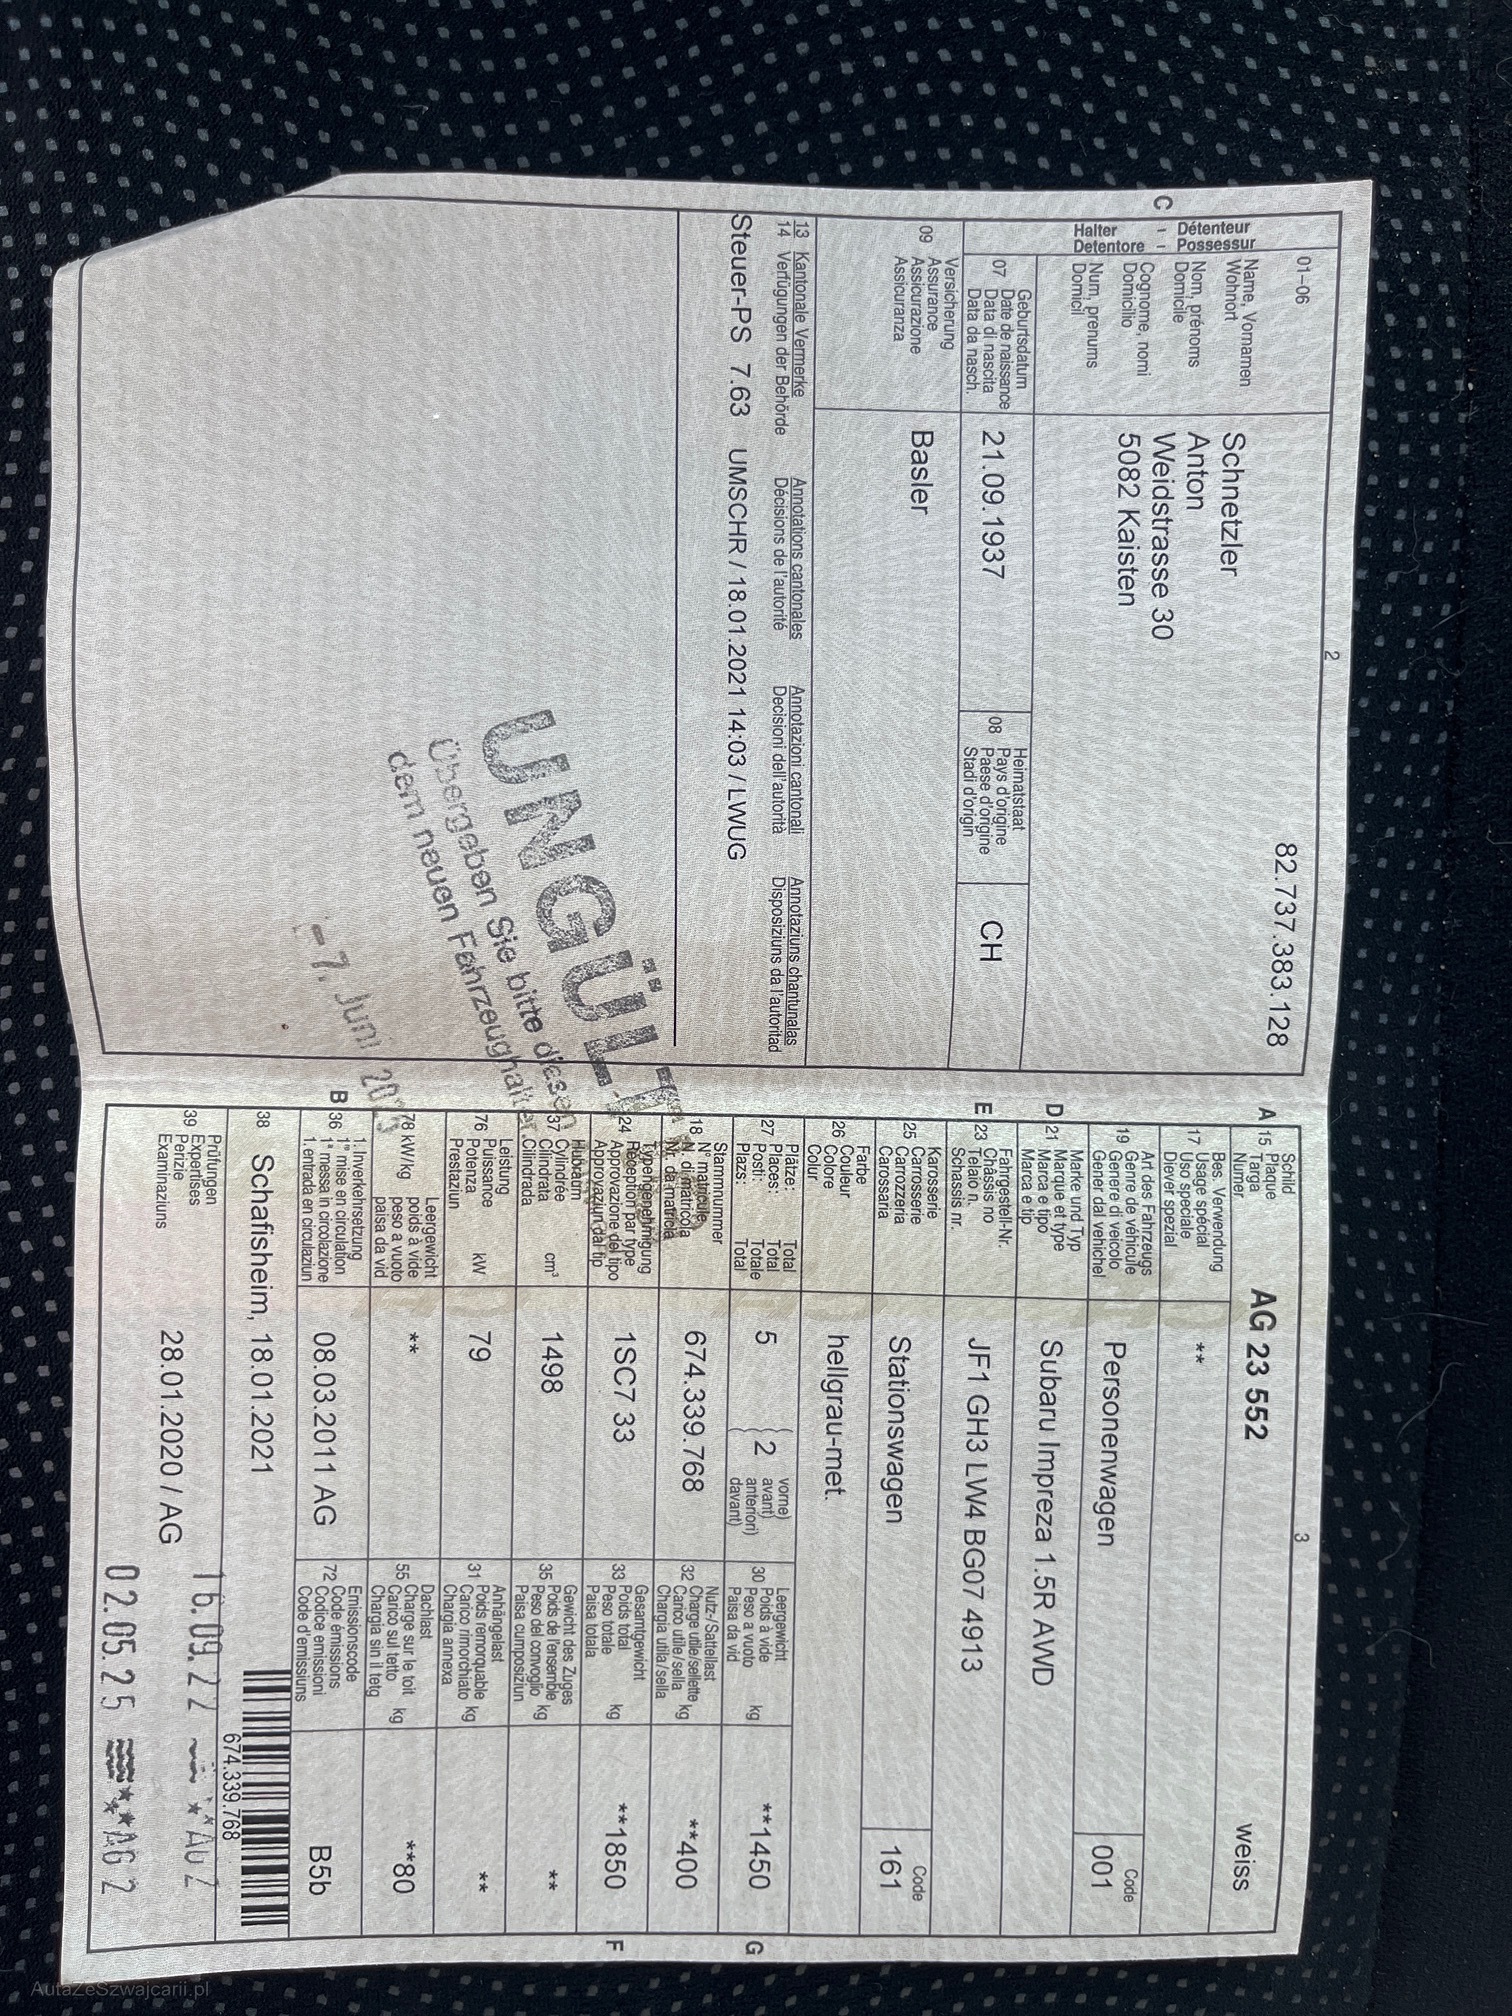 2
C
Halter - Détenteur
Detentore - Possessur
01-06
Name, Vornamen
Wohnort
Nom, prénoms
Domicile
Cognome, nomi
Domicilio
Num, prenums
Domicil
82.737.383.128
Schnetzler
Anton
Weidstrasse 30
5082 Kaisten
07
Geburtsdatum
Date de naissance
Data di nascita
Data da nasch.
21.09.1937
08
Heimatstaat
Pays d'origine
Paese d'origine
Stadi d'origin
CH
09
Versicherung
Assurance
Assicurazione
Assicuranza
Basler
13 Kantonale Vermerke Annotations cantonales Annotazioni cantonali Annotaziuns chantunalas
14 Verfügungen der Behörde Décisions de l'autorité Decisioni dell'autorità Disposiziuns da l'autoritad
Steuer-PS 7.63 UMSCHR / 18.01.2021 14:03 / LWUG
UNGÜLTIG
Übergeben Sie bitte diesen
dem neuen Fahrzeughalter.
- 7. Juni
3
A 15
Schild
Plaque
Targa
Numer
AG 23 552 weiss
17
Bes. Verwendung
Usage spécial
Uso speciale
Diever spezial
**
19
Art des Fahrzeugs
Genre de véhicule
Genere di veicolo
Gener dal vehichel
Personenwagen
Code
001
D 21
Marke und Typ
Marque et type
Marca e tipo
Marca e tip
Subaru Impreza 1.5R AWD
E 23
Fahrgestell-Nr.
Châssis no
Telaio n.
Schassis nr.
JF1 GH3 LW4 BG07 4913
25
Karosserie
Carrosserie
Carrozzeria
Carossaria
Stationswagen
Code
161
26
Farbe
Couleur
Colore
Colur
hellgrau-met.
27
Plätze: Total
Places: Total
Posti: Totale
Plazs: Total
5
2
vorne)
avant)
anteriori)
davant)
30
Leergewicht
Poids à vide
Peso a vuoto
Paisa da vid
kg
**1450
G
18
Stammnummer
N° matricule
N. di matricola
Nr. da matricla
674.339.768
32
Nutz-/Sattellast
Charge utile/sellette
Carico utile/sella
Chargia utila/sella
kg
**400
24
Typengenehmigung
Réception par type
Approvazione del tipo
Approvaziun dal tip
1SC7 33
33
Gesamtgewicht
Poids total
Peso totale
Paisa totala
kg
**1850
F
37
Hubraum
Cylindrée
Cilindrata
Cilindrada
cm³
1498
35
Gewicht des Zuges
Poids de l'ensemble
Peso del convoglio
Paisa cumposiziun
kg
**
76
Leistung
Puissance
Potenza
Prestaziun
kW
79
31
Anhängelast
Poids remorquable
Carico rimorchiato
Chargia annexa
kg
**
78 kW/kg
Leergewicht
poids à vide
peso a vuoto
paisa da vid
**
55
Dachlast
Charge sur le toit
Carico sul tetto
Chargia sin il tetg
kg
**80
B 36
1. Inverkehrsetzung
1re mise en circulation
1a messa in circolazione
1. entrada en circulaziun
08.03.2011 AG
72
Emissionscode
Code émissions
Codice emissioni
Code d'emissiuns
B5b
38
Schafisheim, 18.01.2021
674.339.768
39
Prüfungen
Expertises
Perizie
Examinaziuns
28.01.2020 / AG
16.09.22
02.05.25 AG 2
AutaZeSzwajcarii.pl